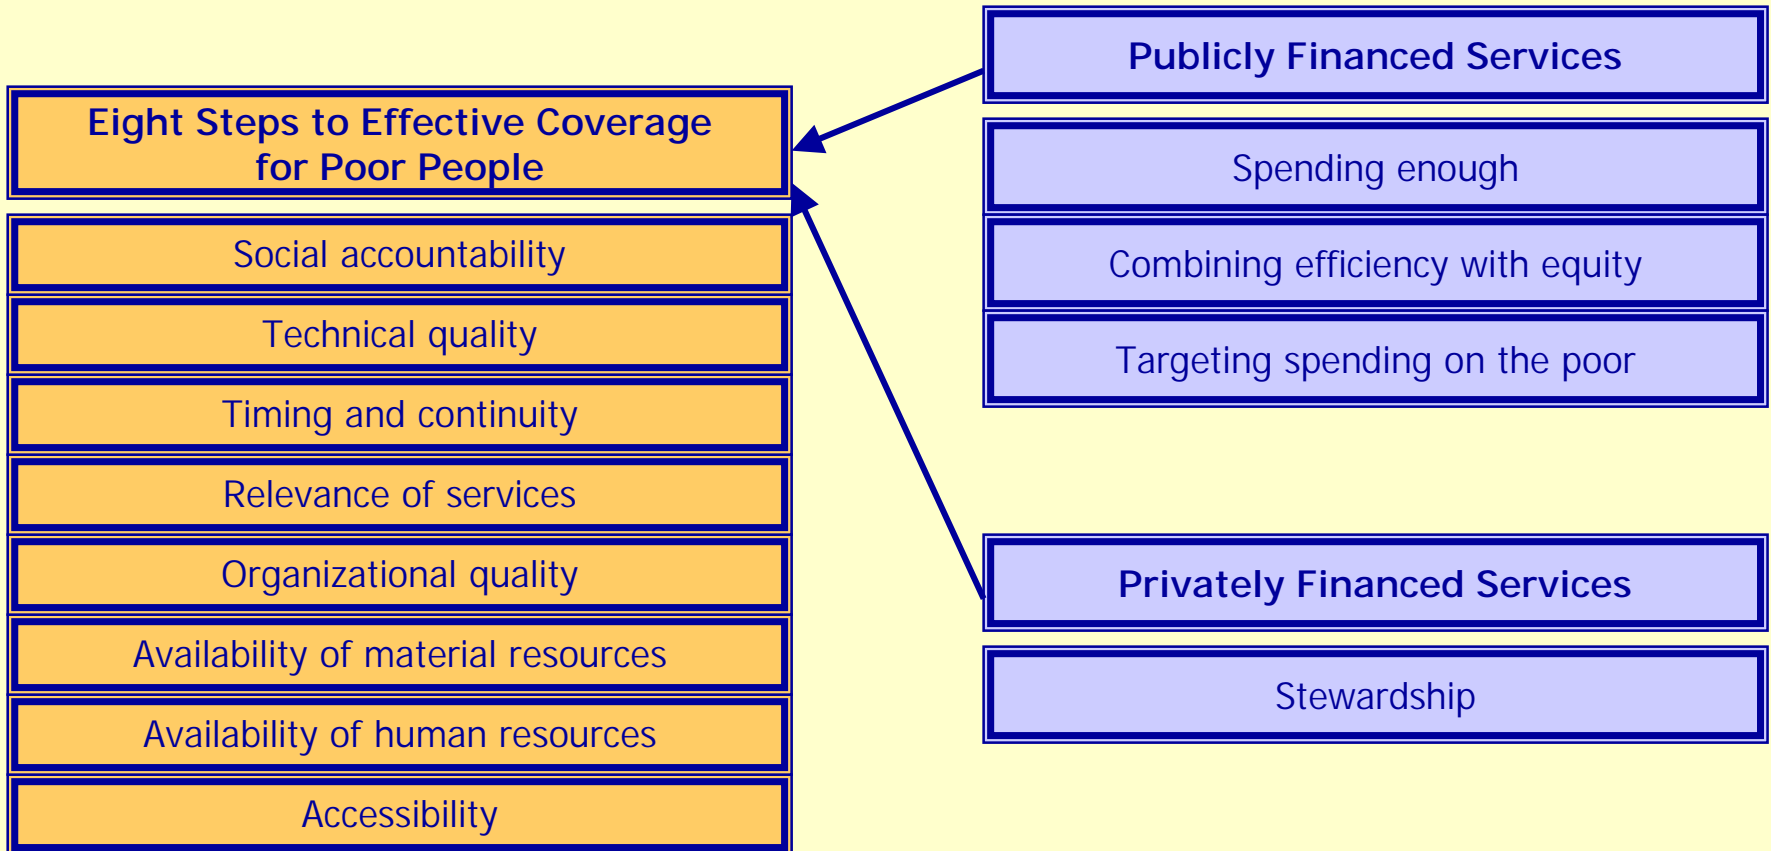 Eight Steps to Effective Coverage
for Poor People
Social accountability
Technical quality
Timing and continuity
Relevance of services
Organizational quality
Availability of material resources
Availability of human resources
Accessibility
Publicly Financed Services
Spending enough
Combining efficiency with equity
Targeting spending on the poor
Privately Financed Services
Stewardship